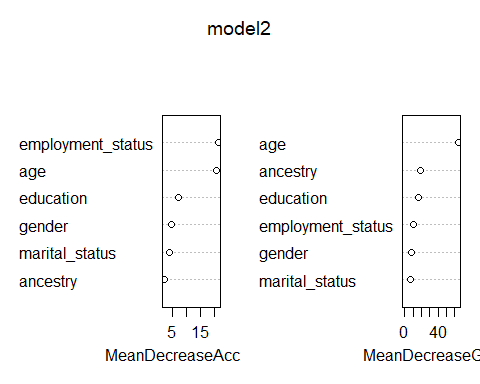 model2
employment_status
age
education
gender
marital_status
ancestry
5 15
MeanDecreaseAcc
age
ancestry
education
employment_status
gender
marital_status
0 40
MeanDecreaseG